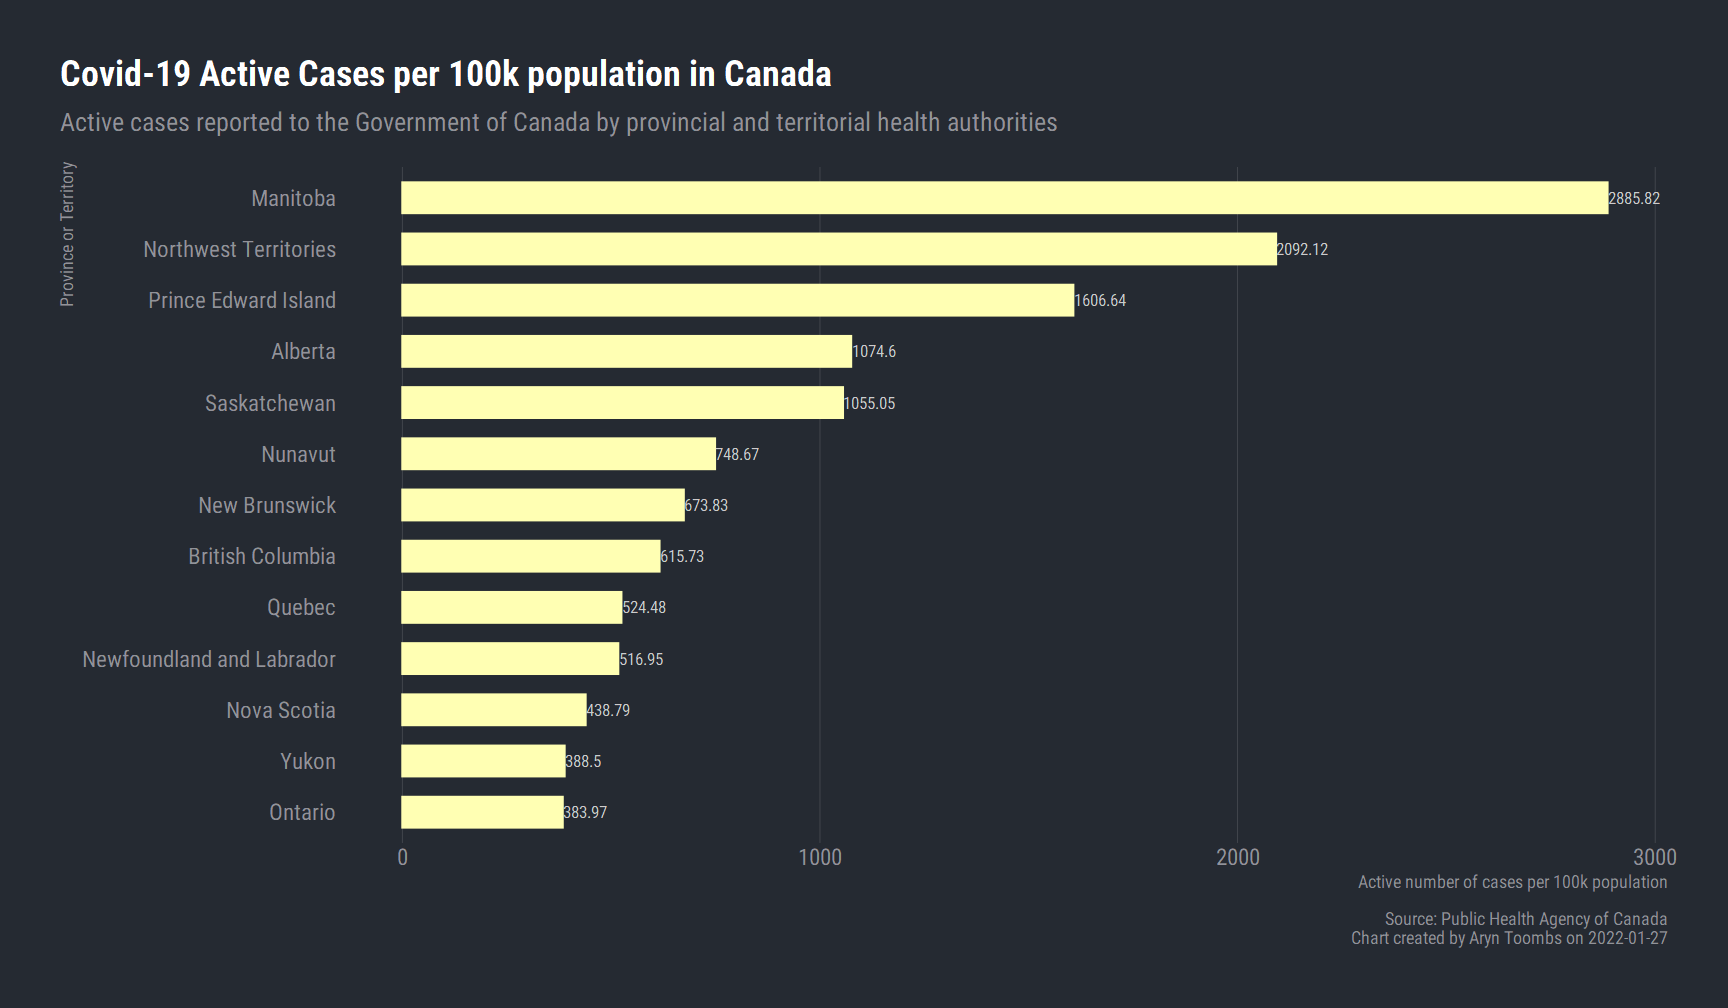 Covid-19 Active Cases per 100k population in Canada
Active cases reported to the Government of Canada by provincial and territorial health authorities
Province or Territory
Manitoba 2885.82
Northwest Territories 2092.12
Prince Edward Island 1606.64
Alberta 1074.6
Saskatchewan 1055.05
Nunavut 748.67
New Brunswick 673.83
British Columbia 615.73
Quebec 524.48
Newfoundland and Labrador 516.95
Nova Scotia 438.79
Yukon 388.5
Ontario 383.97
0 1000 2000 3000
Active number of cases per 100k population
Source: Public Health Agency of Canada
Chart created by Aryn Toombs on 2022-01-27